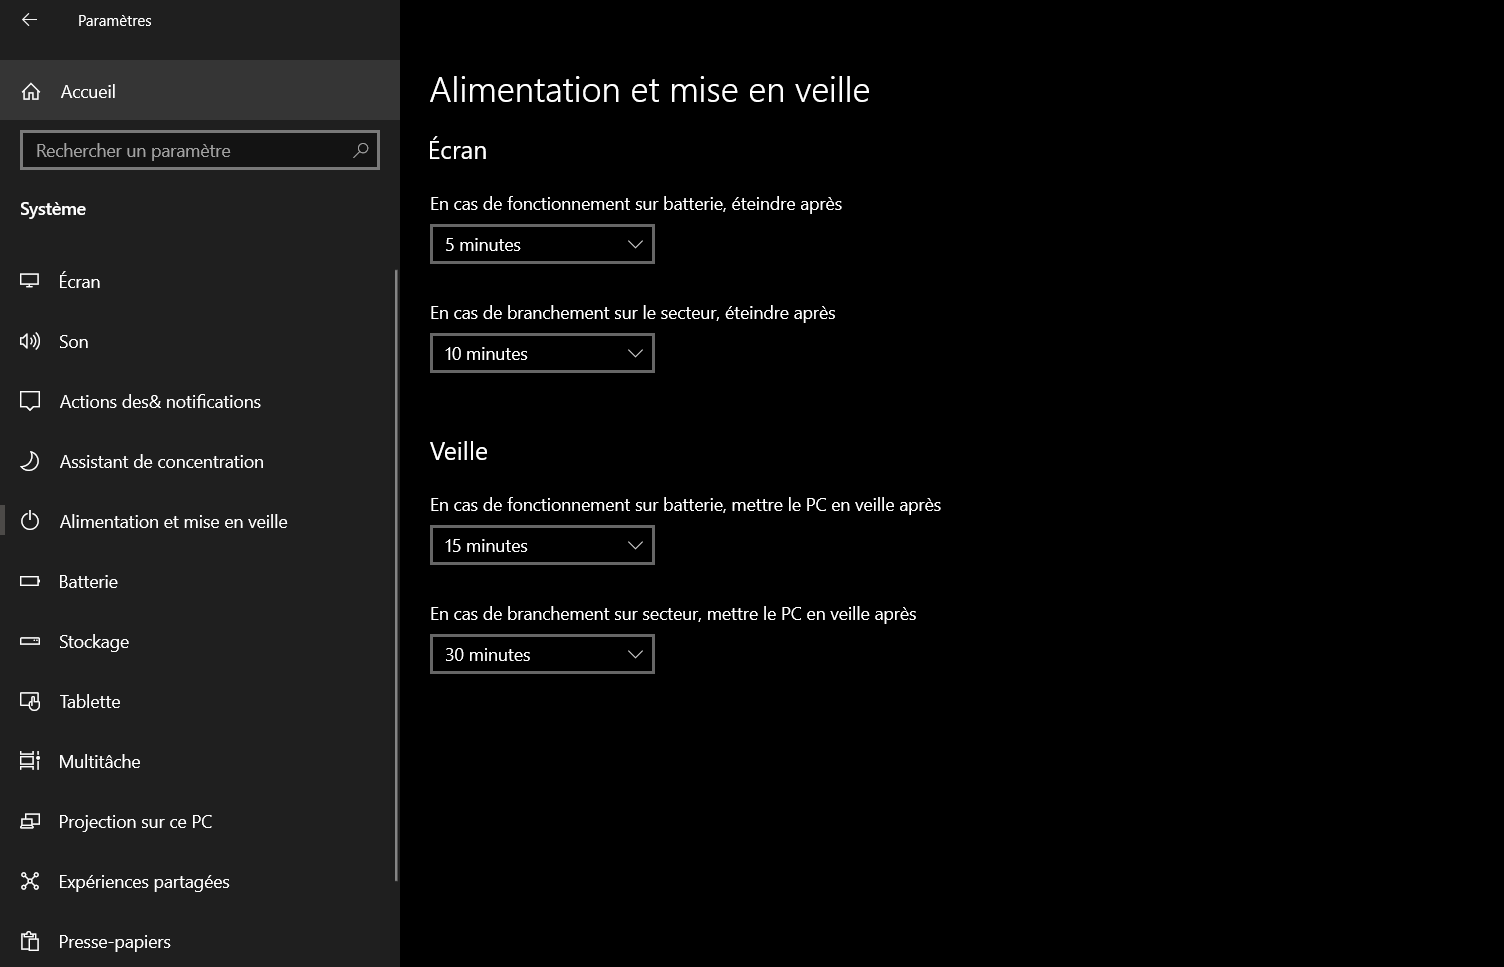 Paramètres
Accueil
Rechercher un paramètre
Système
Écran
Son
Actions des& notifications
Assistant de concentration
Alimentation et mise en veille
Batterie
Stockage
Tablette
Multitâche
Projection sur ce PC
Expériences partagées
Presse-papiers
Alimentation et mise en veille
Écran
En cas de fonctionnement sur batterie, éteindre après
5 minutes
En cas de branchement sur le secteur, éteindre après
10 minutes
Veille
En cas de fonctionnement sur batterie, mettre le PC en veille après
15 minutes
En cas de branchement sur secteur, mettre le PC en veille après
30 minutes